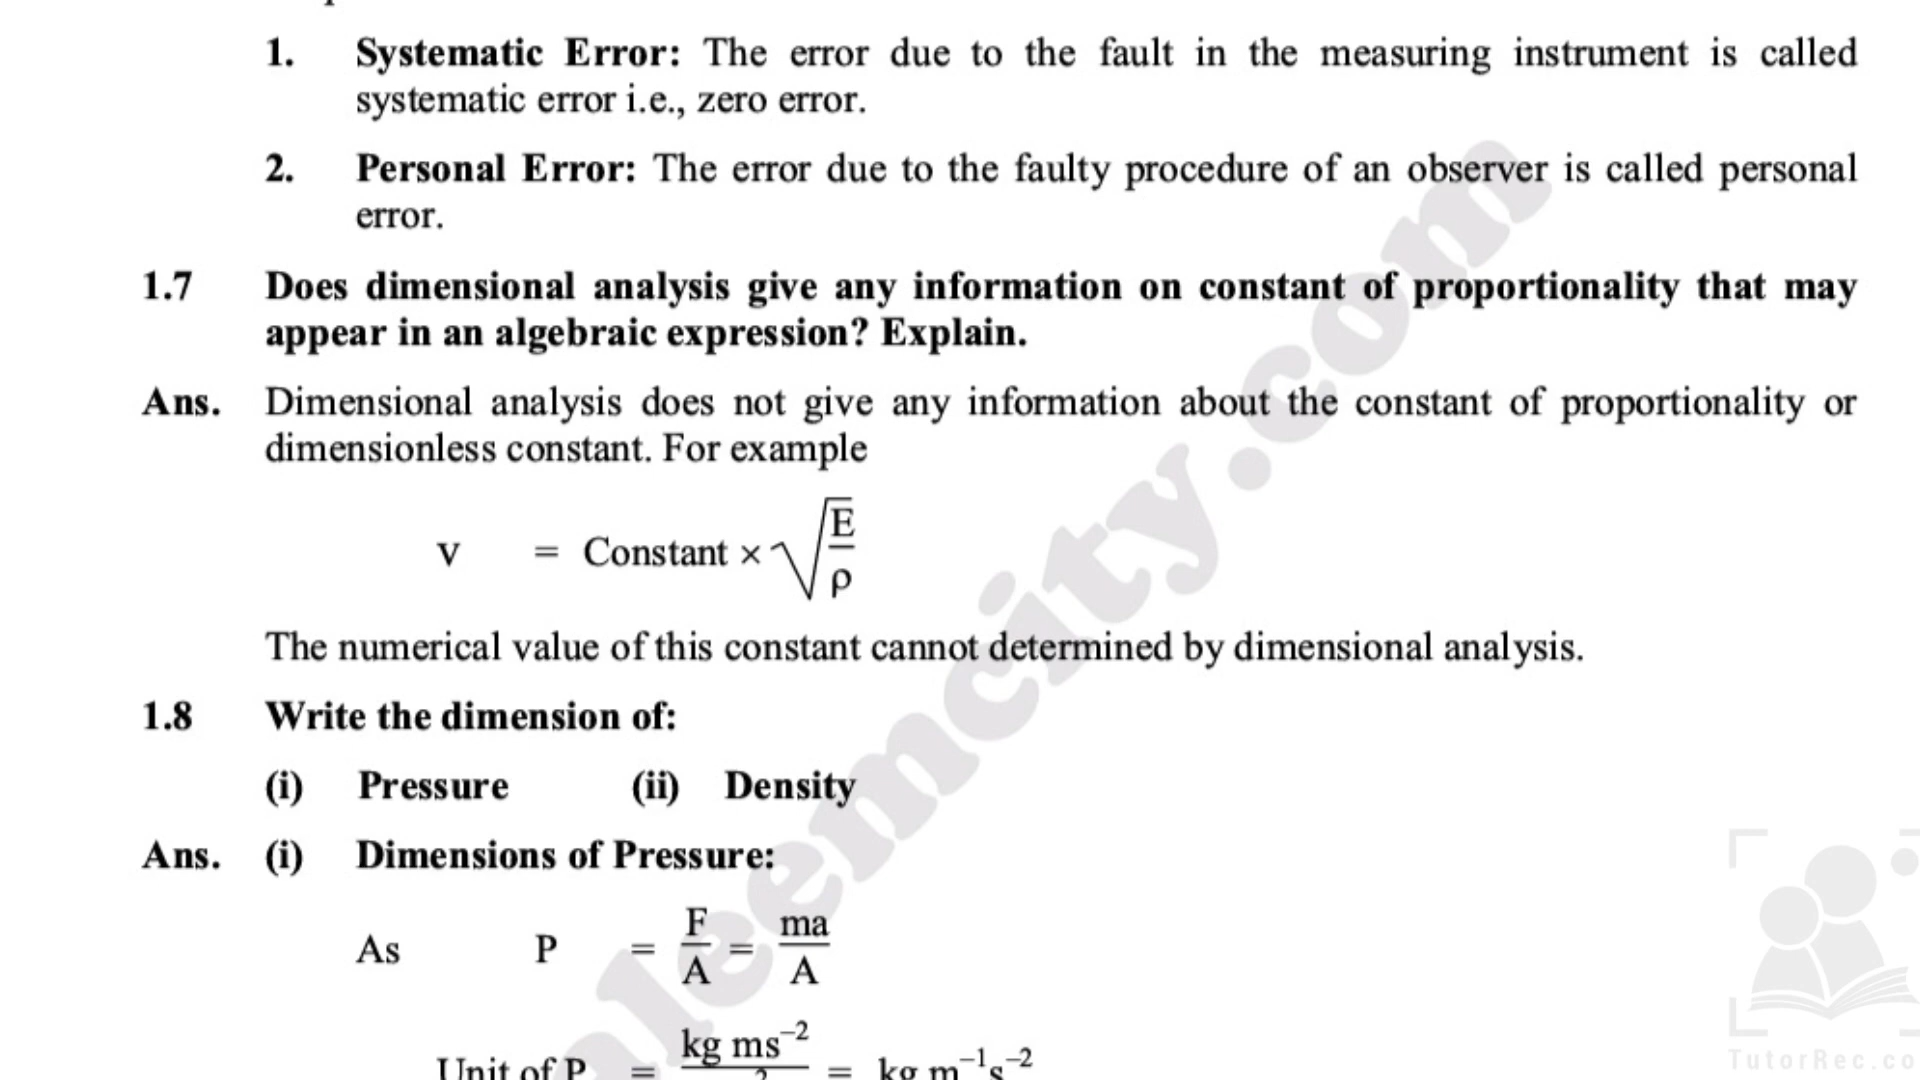 1. Systematic Error: The error due to the fault in the measuring instrument is called
systematic error i.e., zero error.
2. Personal Error: The error due to the faulty procedure of an observer is called personal
error.
1.7 Does dimensional analysis give any information on constant of proportionality that may
appear in an algebraic expression? Explain.
Ans. Dimensional analysis does not give any information about the constant of proportionality or
dimensionless constant. For example
v = Constant × √(E/ρ)
The numerical value of this constant cannot determined by dimensional analysis.
1.8 Write the dimension of:
(i) Pressure (ii) Density
Ans. (i) Dimensions of Pressure:
As P = F/A = ma/A
Unit of P = kg ms⁻² = kg m⁻¹s⁻²
aleemcity.com
TutorRec.co